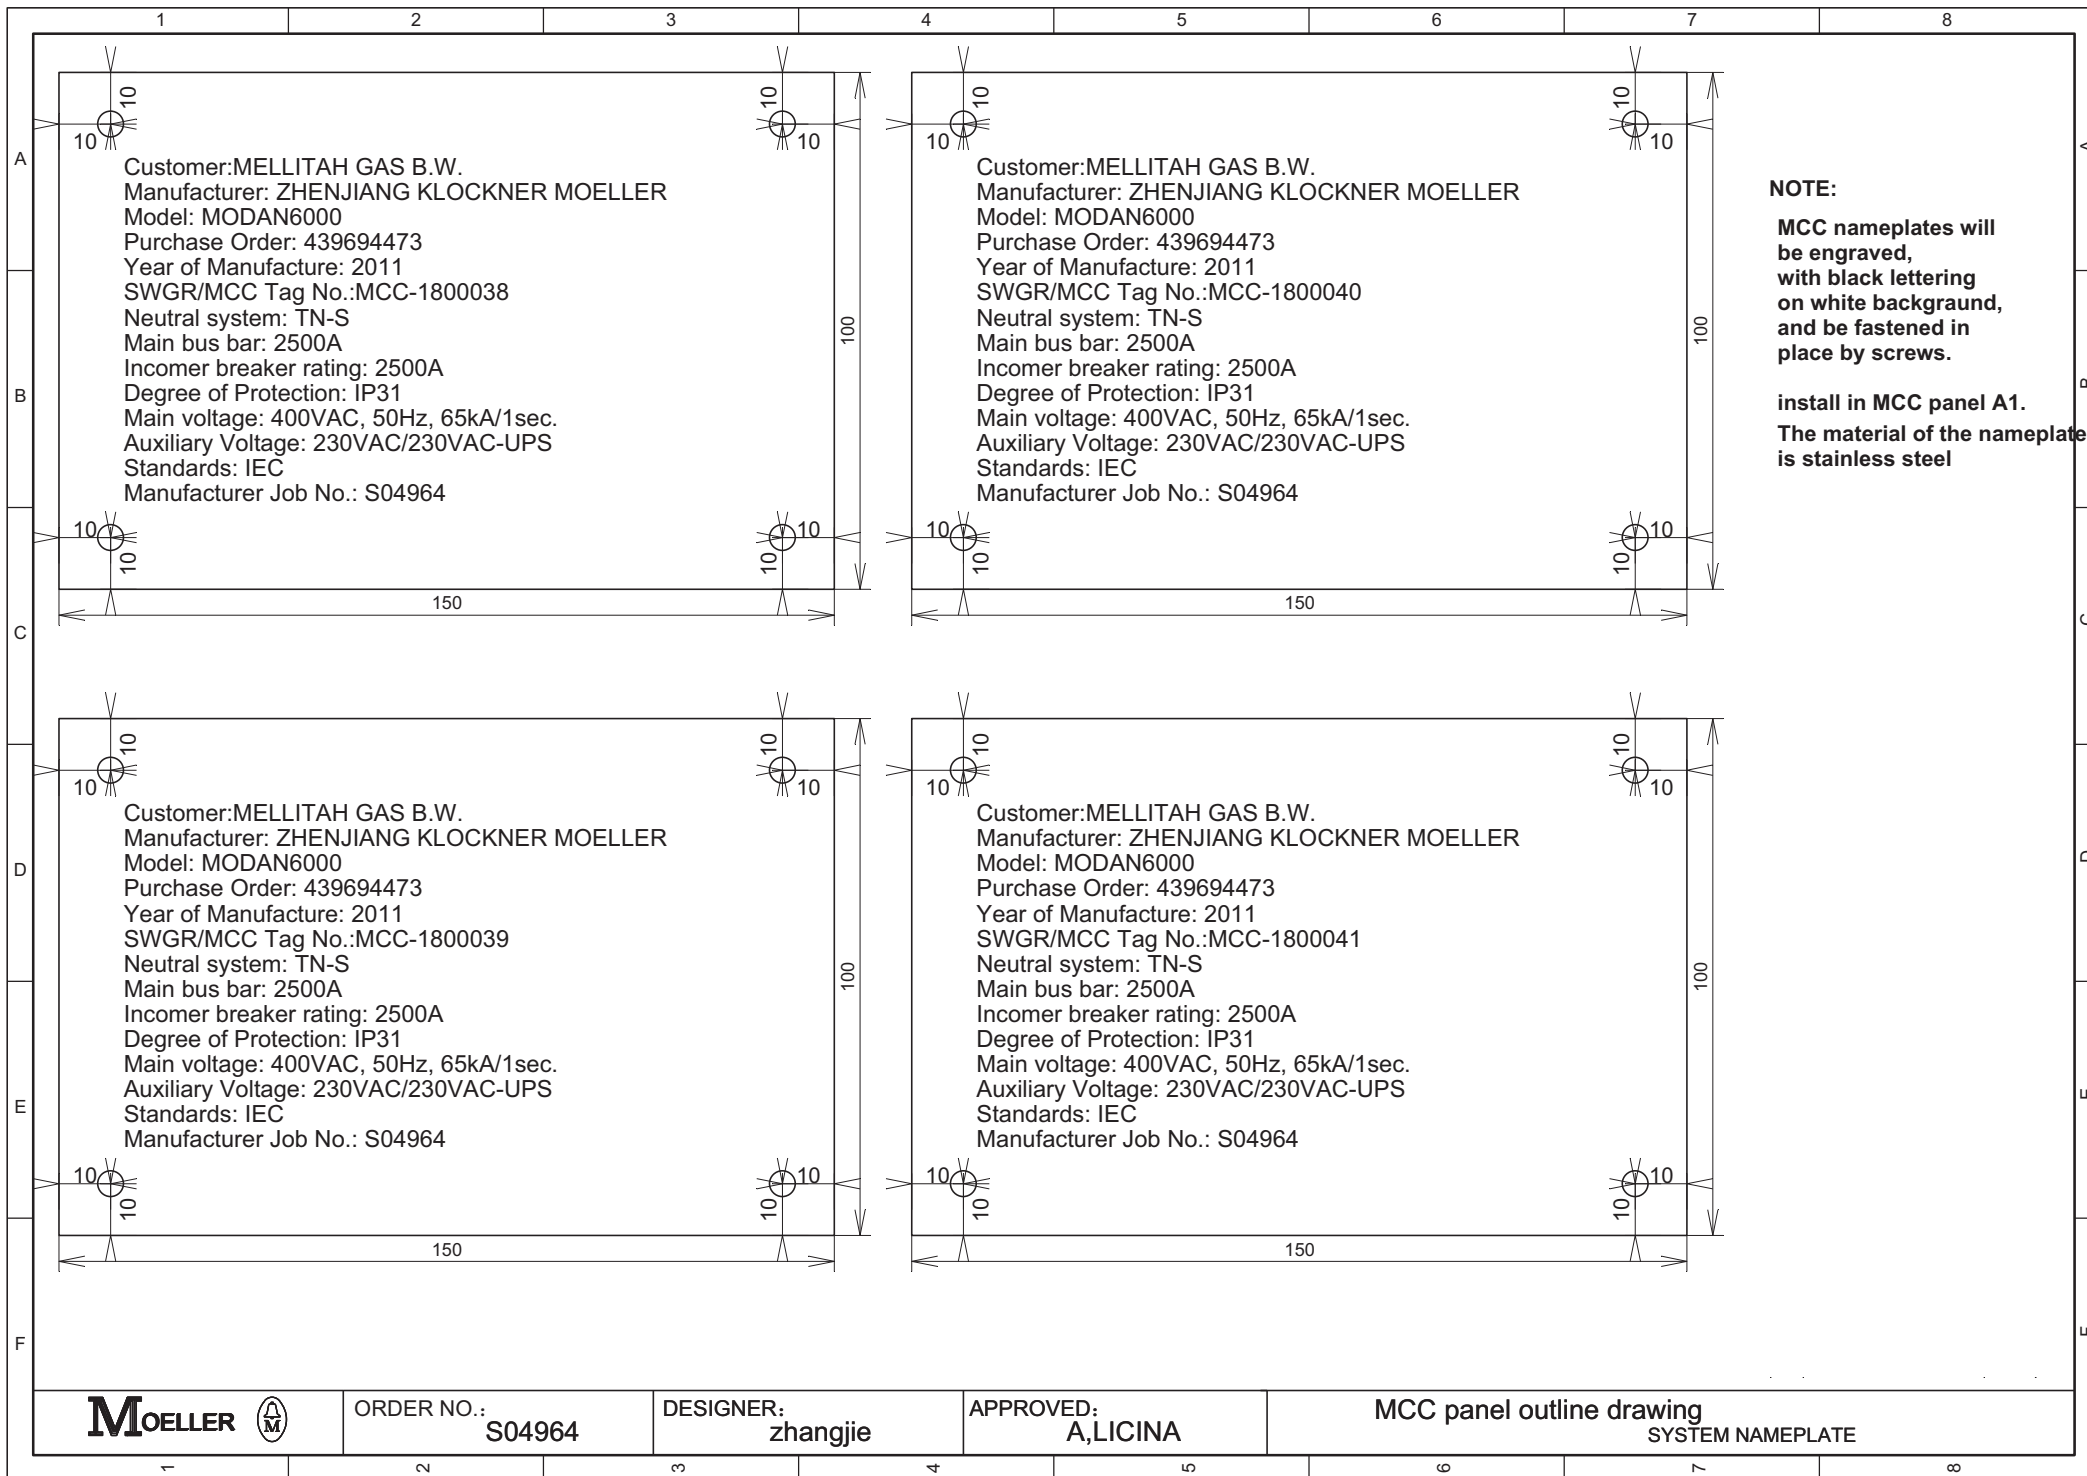 1 2 3 4 5 6 7 8
A
B
C
D
E
F
10 10
10 10
Customer:MELLITAH GAS B.W.
Manufacturer: ZHENJIANG KLOCKNER MOELLER
Model: MODAN6000
Purchase Order: 439694473
Year of Manufacture: 2011
SWGR/MCC Tag No.:MCC-1800038
Neutral system: TN-S
Main bus bar: 2500A
Incomer breaker rating: 2500A
Degree of Protection: IP31
Main voltage: 400VAC, 50Hz, 65kA/1sec.
Auxiliary Voltage: 230VAC/230VAC-UPS
Standards: IEC
Manufacturer Job No.: S04964
100
10 10
10 10
150
10 10
10 10
Customer:MELLITAH GAS B.W.
Manufacturer: ZHENJIANG KLOCKNER MOELLER
Model: MODAN6000
Purchase Order: 439694473
Year of Manufacture: 2011
SWGR/MCC Tag No.:MCC-1800040
Neutral system: TN-S
Main bus bar: 2500A
Incomer breaker rating: 2500A
Degree of Protection: IP31
Main voltage: 400VAC, 50Hz, 65kA/1sec.
Auxiliary Voltage: 230VAC/230VAC-UPS
Standards: IEC
Manufacturer Job No.: S04964
100
10 10
10 10
150
NOTE:
MCC nameplates will
be engraved,
with black lettering
on white backgraund,
and be fastened in
place by screws.
install in MCC panel A1.
The material of the nameplate
is stainless steel
10 10
10 10
Customer:MELLITAH GAS B.W.
Manufacturer: ZHENJIANG KLOCKNER MOELLER
Model: MODAN6000
Purchase Order: 439694473
Year of Manufacture: 2011
SWGR/MCC Tag No.:MCC-1800039
Neutral system: TN-S
Main bus bar: 2500A
Incomer breaker rating: 2500A
Degree of Protection: IP31
Main voltage: 400VAC, 50Hz, 65kA/1sec.
Auxiliary Voltage: 230VAC/230VAC-UPS
Standards: IEC
Manufacturer Job No.: S04964
100
10 10
10 10
150
10 10
10 10
Customer:MELLITAH GAS B.W.
Manufacturer: ZHENJIANG KLOCKNER MOELLER
Model: MODAN6000
Purchase Order: 439694473
Year of Manufacture: 2011
SWGR/MCC Tag No.:MCC-1800041
Neutral system: TN-S
Main bus bar: 2500A
Incomer breaker rating: 2500A
Degree of Protection: IP31
Main voltage: 400VAC, 50Hz, 65kA/1sec.
Auxiliary Voltage: 230VAC/230VAC-UPS
Standards: IEC
Manufacturer Job No.: S04964
100
10 10
10 10
150
MOELLER M
ORDER NO.:
S04964
DESIGNER:
zhangjie
APPROVED:
A,LICINA
MCC panel outline drawing
SYSTEM NAMEPLATE
1 2 3 4 5 6 7 8